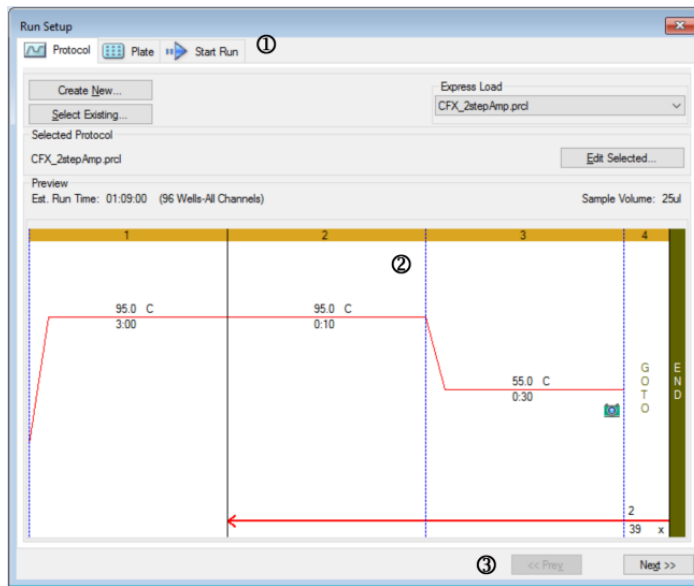 Run Setup
Protocol Plate Start Run ①
Create New...
Express Load
CFX_2stepAmp.prcl
Select Existing...
Selected Protocol
CFX_2stepAmp.prcl
Edit Selected...
Preview
Est. Run Time: 01:09:00 (96 Wells-All Channels) Sample Volume: 25ul
1 2 3 4
②
95.0 C 95.0 C
3:00 0:10
55.0 C
0:30
GOTO
END
2
39 x
③ << Prev Next >>